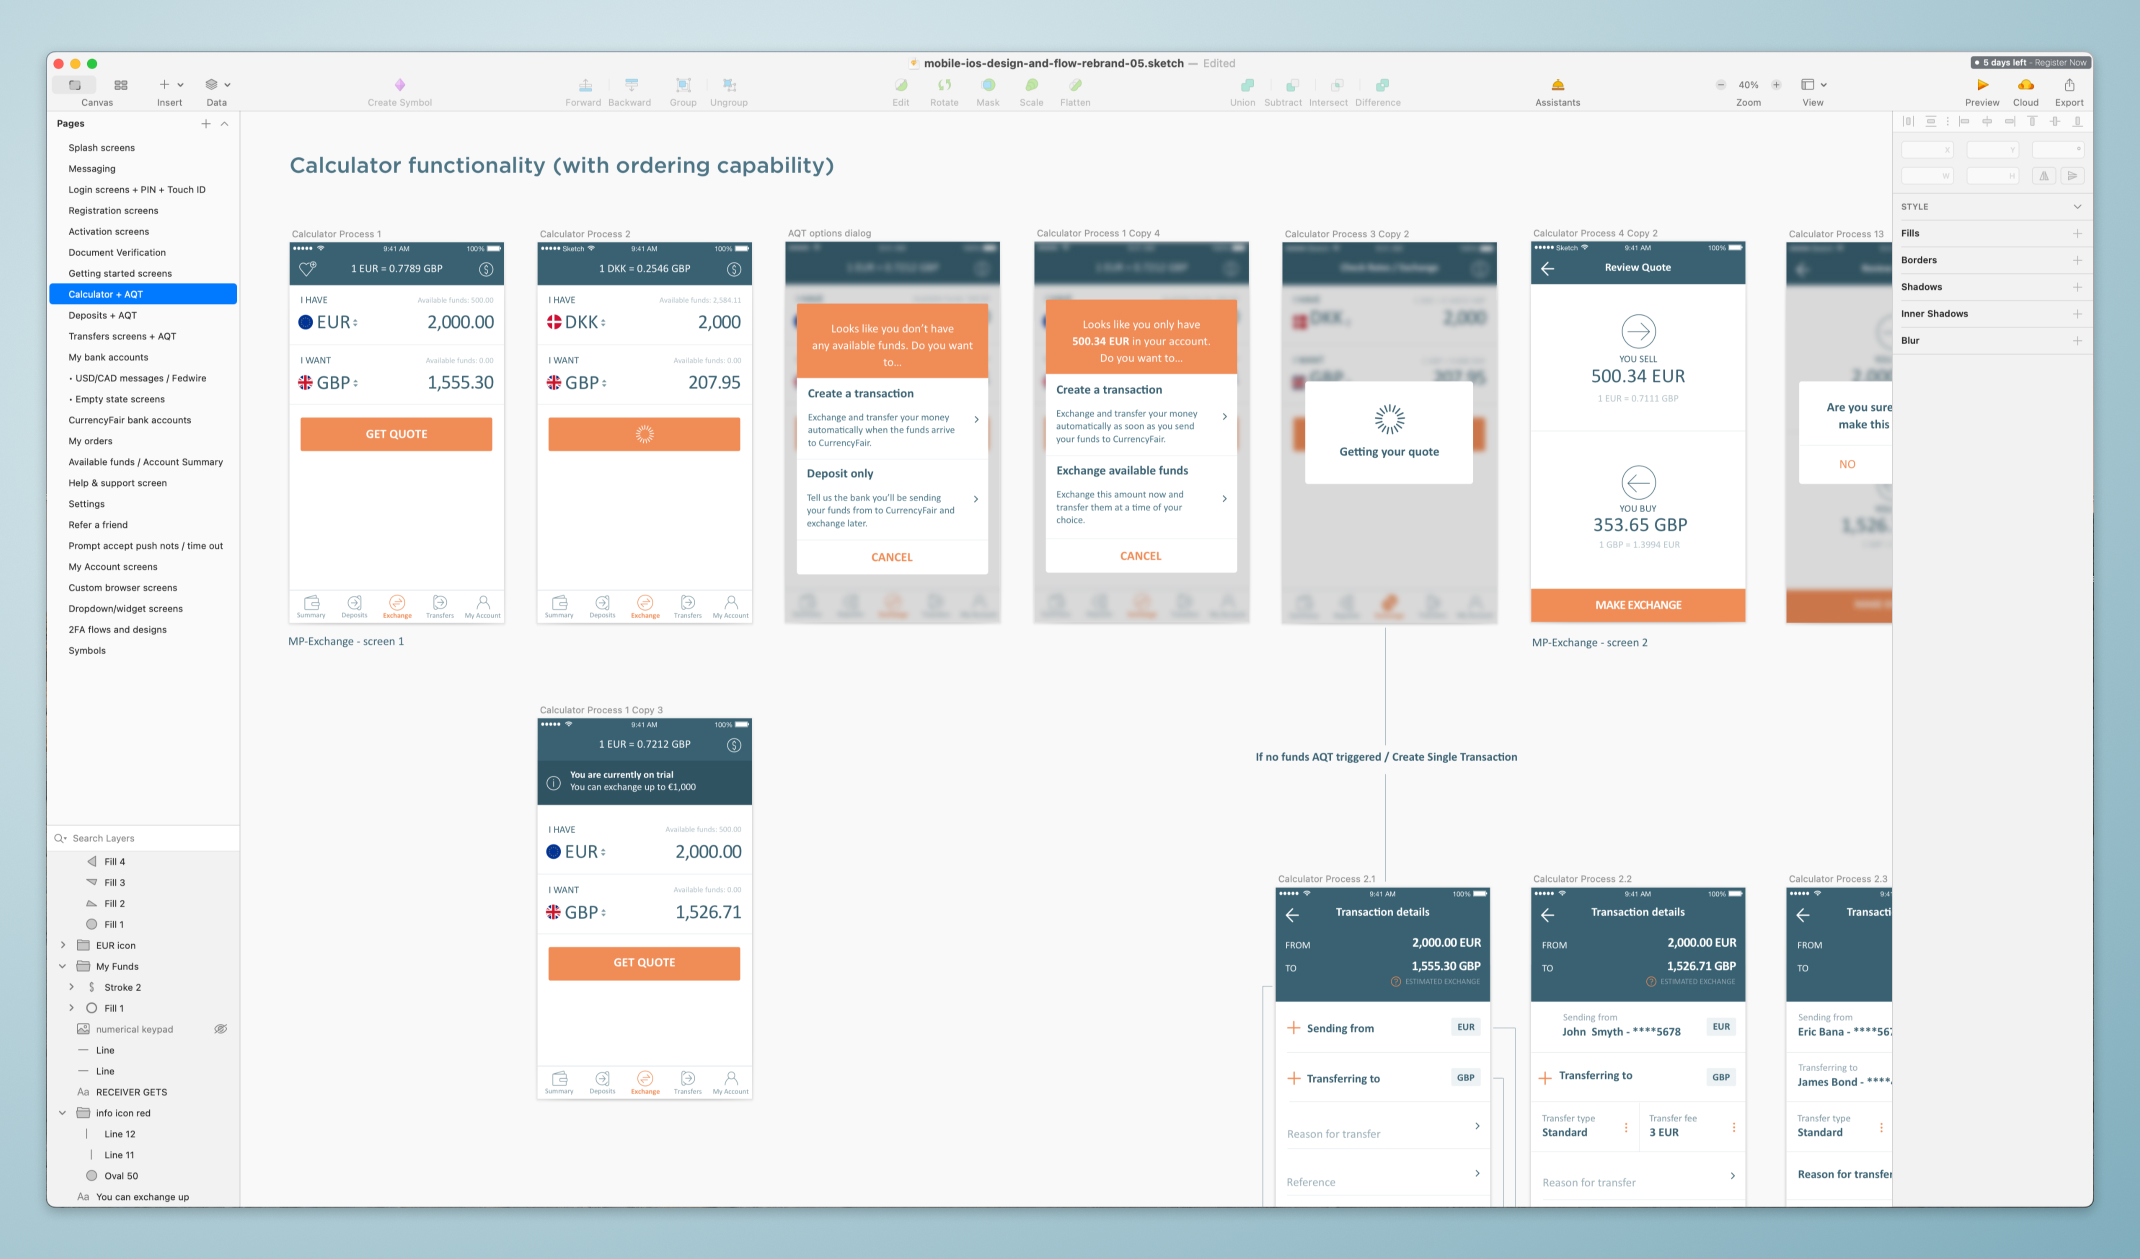 mobile-ios-design-and-flow-rebrand-05.sketch — Edited
5 days left - Register Now
Canvas
Insert
Data
Create Symbol
Forward
Backward
Group
Ungroup
Edit
Rotate
Mask
Scale
Flatten
Union
Subtract
Intersect
Difference
Assistants
40%
Zoom
View
Preview
Cloud
Export
Pages
Splash screens
Messaging
Login screens + PIN + Touch ID
Registration screens
Activation screens
Document Verification
Getting started screens
Calculator + AQT
Deposits + AQT
Transfers screens + AQT
My bank accounts
• USD/CAD messages / Fedwire
• Empty state screens
CurrencyFair bank accounts
My orders
Available funds / Account Summary
Help & support screen
Settings
Refer a friend
Prompt accept push nots / time out
My Account screens
Custom browser screens
Dropdown/widget screens
2FA flows and designs
Symbols
Search Layers
Fill 4
Fill 3
Fill 2
Fill 1
EUR icon
My Funds
Stroke 2
Fill 1
numerical keypad
Line
Line
Aa RECEIVER GETS
info icon red
Line 12
Line 11
Oval 50
Aa You can exchange up
Calculator functionality (with ordering capability)
Calculator Process 1
9:41 AM
100%
1 EUR = 0.7789 GBP
I HAVE
Available funds: 500.00
EUR
2,000.00
I WANT
Available funds: 0.00
GBP
1,555.30
GET QUOTE
Summary
Deposits
Exchange
Transfers
My Account
MP-Exchange - screen 1
Calculator Process 2
Sketch
9:41 AM
100%
1 DKK = 0.2546 GBP
I HAVE
Available funds: 2,584.11
DKK
2,000
I WANT
Available funds: 0.00
GBP
207.95
Summary
Deposits
Exchange
Transfers
My Account
AQT options dialog
Looks like you don't have
any available funds. Do you want
to...
Create a transaction
Exchange and transfer your money
automatically when the funds arrive
to CurrencyFair.
Deposit only
Tell us the bank you'll be sending
your funds from to CurrencyFair and
exchange later.
CANCEL
Calculator Process 1 Copy 4
Looks like you only have
500.34 EUR in your account.
Do you want to...
Create a transaction
Exchange and transfer your money
automatically as soon as you send
your funds to CurrencyFair.
Exchange available funds
Exchange this amount now and
transfer them at a time of your
choice.
CANCEL
Calculator Process 3 Copy 2
Check Rates / Exchange
DKK
2,000
GBP
207.95
Getting your quote
Calculator Process 4 Copy 2
Sketch
9:41 AM
100%
Review Quote
YOU SELL
500.34 EUR
1 EUR = 0.7111 GBP
YOU BUY
353.65 GBP
1 GBP = 1.3994 EUR
MAKE EXCHANGE
MP-Exchange - screen 2
Calculator Process 13
Are you sure
make this
NO
Calculator Process 1 Copy 3
9:41 AM
100%
1 EUR = 0.7212 GBP
You are currently on trial
You can exchange up to €1,000
I HAVE
Available funds: 500.00
EUR
2,000.00
I WANT
Available funds: 0.00
GBP
1,526.71
GET QUOTE
Summary
Deposits
Exchange
Transfers
My Account
If no funds AQT triggered / Create Single Transaction
Calculator Process 2.1
9:41 AM
100%
Transaction details
FROM
2,000.00 EUR
TO
1,555.30 GBP
ESTIMATED EXCHANGE
Sending from
EUR
Transferring to
GBP
Reason for transfer
Reference
Calculator Process 2.2
9:41 AM
100%
Transaction details
FROM
2,000.00 EUR
TO
1,526.71 GBP
ESTIMATED EXCHANGE
Sending from
John Smyth - ****5678
EUR
Transferring to
GBP
Transfer type
Standard
Transfer fee
3 EUR
Reason for transfer
Calculator Process 2.3
9:4
Transacti
FROM
TO
Sending from
Eric Bana - ****567
Transferring to
James Bond - ****
Transfer type
Standard
Reason for transfer
X
Y
W
H
STYLE
Fills
Borders
Shadows
Inner Shadows
Blur